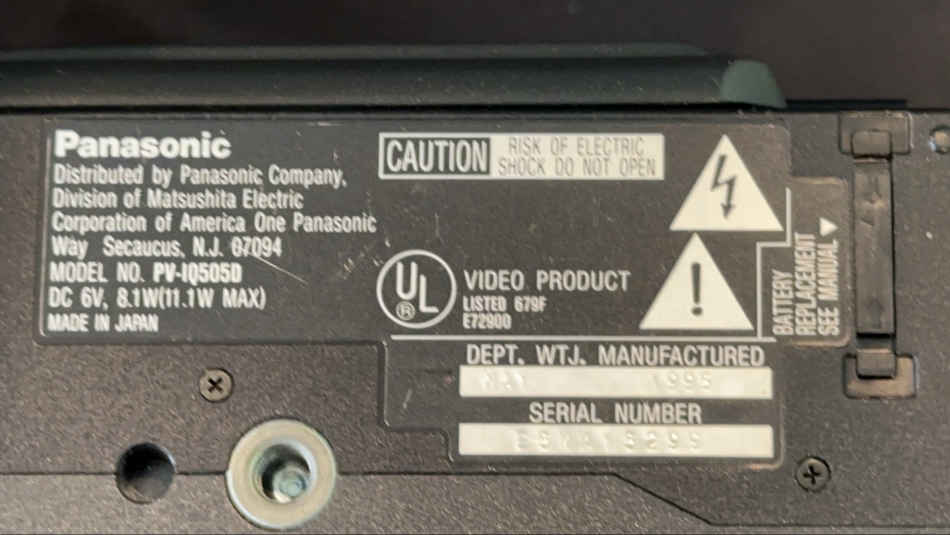 Panasonic
Distributed by Panasonic Company,
Division of Matsushita Electric
Corporation of America One Panasonic
Way Secaucus, N.J. 07094
MODEL NO. PV-IQ505D
DC 6V, 8.1W(11.1W MAX)
MADE IN JAPAN
CAUTION
RISK OF ELECTRIC
SHOCK DO NOT OPEN
UL
®
VIDEO PRODUCT
LISTED 679F
E72900
BATTERY
REPLACEMENT
SEE MANUAL
DEPT. WTJ. MANUFACTURED
1995
SERIAL NUMBER